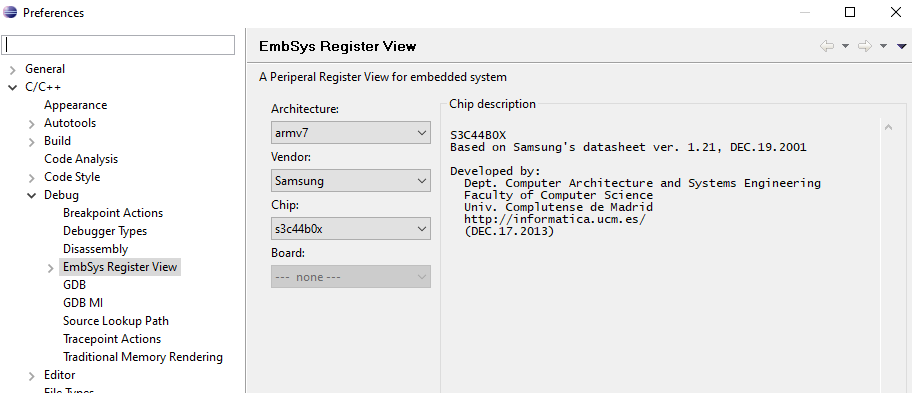 Preferences
General
C/C++
Appearance
Autotools
Build
Code Analysis
Code Style
Debug
Breakpoint Actions
Debugger Types
Disassembly
EmbSys Register View
GDB
GDB MI
Source Lookup Path
Tracepoint Actions
Traditional Memory Rendering
Editor
File Types
EmbSys Register View
A Periperal Register View for embedded system
Architecture:
armv7
Vendor:
Samsung
Chip:
s3c44b0x
Board:
--- none ---
Chip description
S3C44B0X
Based on Samsung's datasheet ver. 1.21, DEC.19.2001
Developed by:
Dept. Computer Architecture and Systems Engineering
Faculty of Computer Science
Univ. Complutense de Madrid
http://informatica.ucm.es/
(DEC.17.2013)